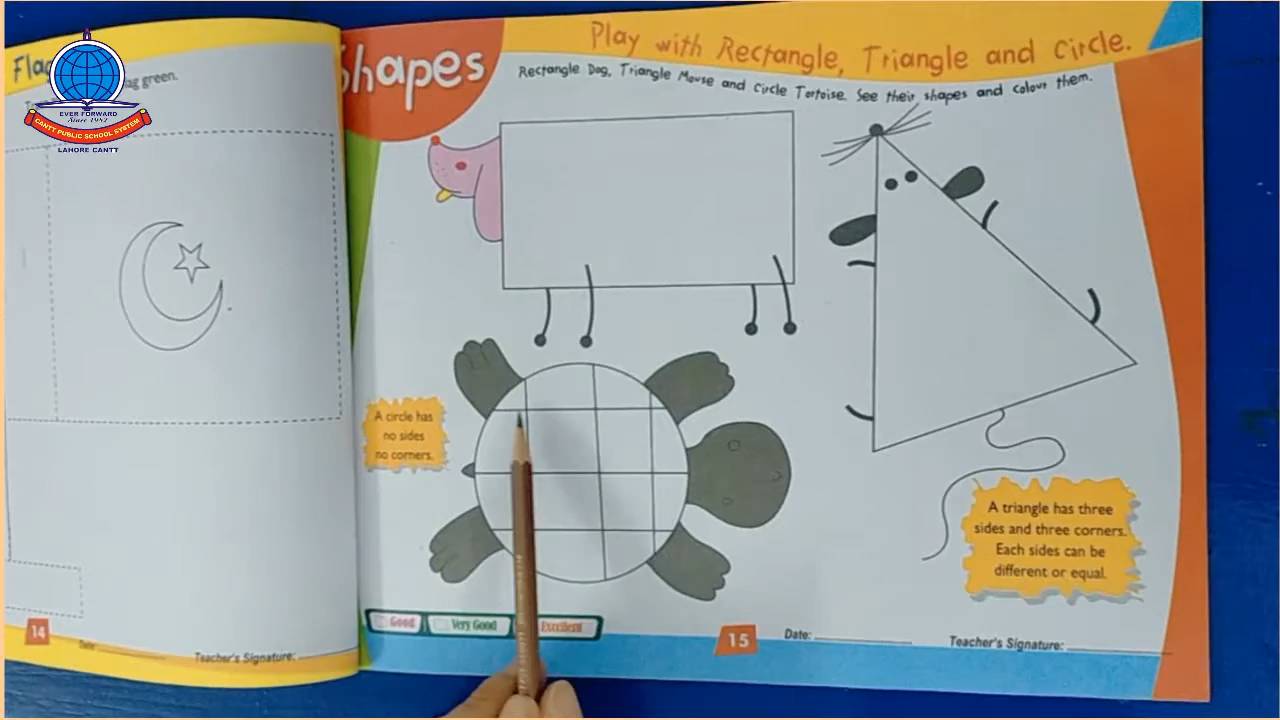 EVER FORWARD
Since 1982
CANTT PUBLIC SCHOOL SYSTEM
LAHORE CANTT
Flag
flag green.
14
Date
Teacher's Signature:
Shapes
Play with Rectangle, Triangle and Circle.
Rectangle Dog, Triangle Mouse and Circle Tortoise. See their shapes and colour them.
A circle has
no sides
no corners.
A triangle has three
sides and three corners.
Each sides can be
different or equal.
Good
Very Good
Excellent
15
Date:
Teacher's Signature: